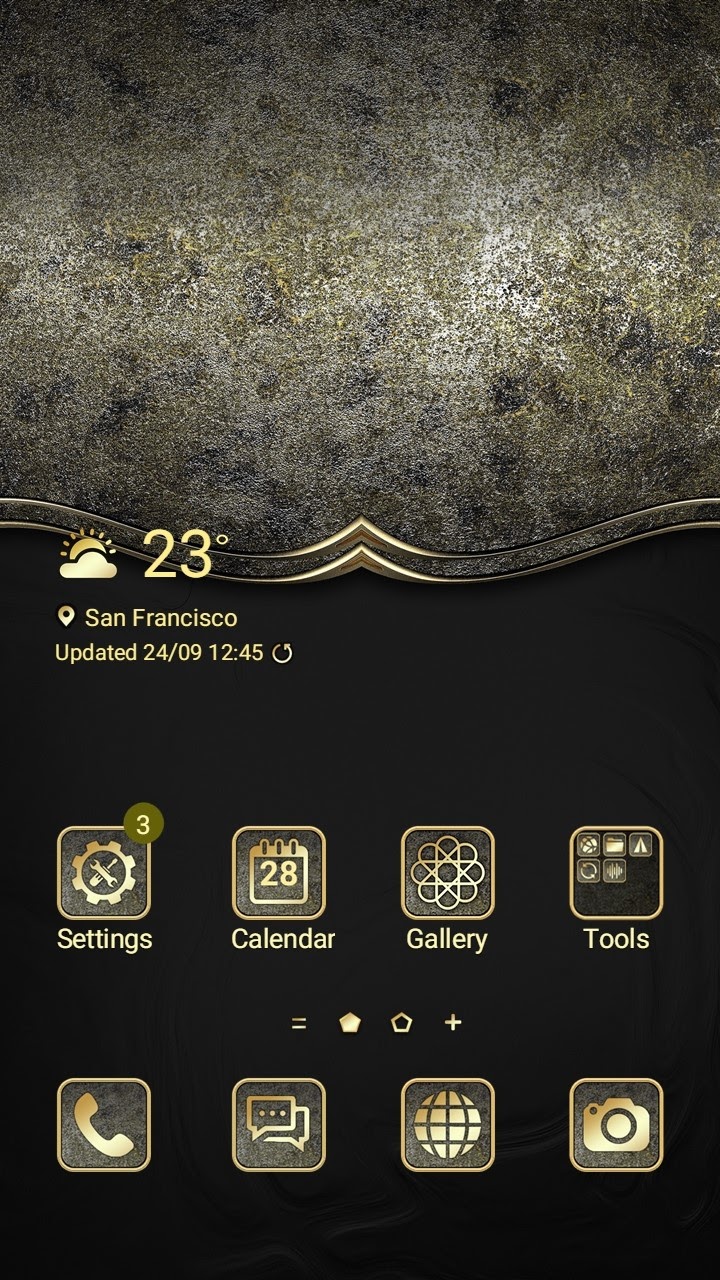 23°
San Francisco
Updated 24/09 12:45
3
28
Settings
Calendar
Gallery
Tools